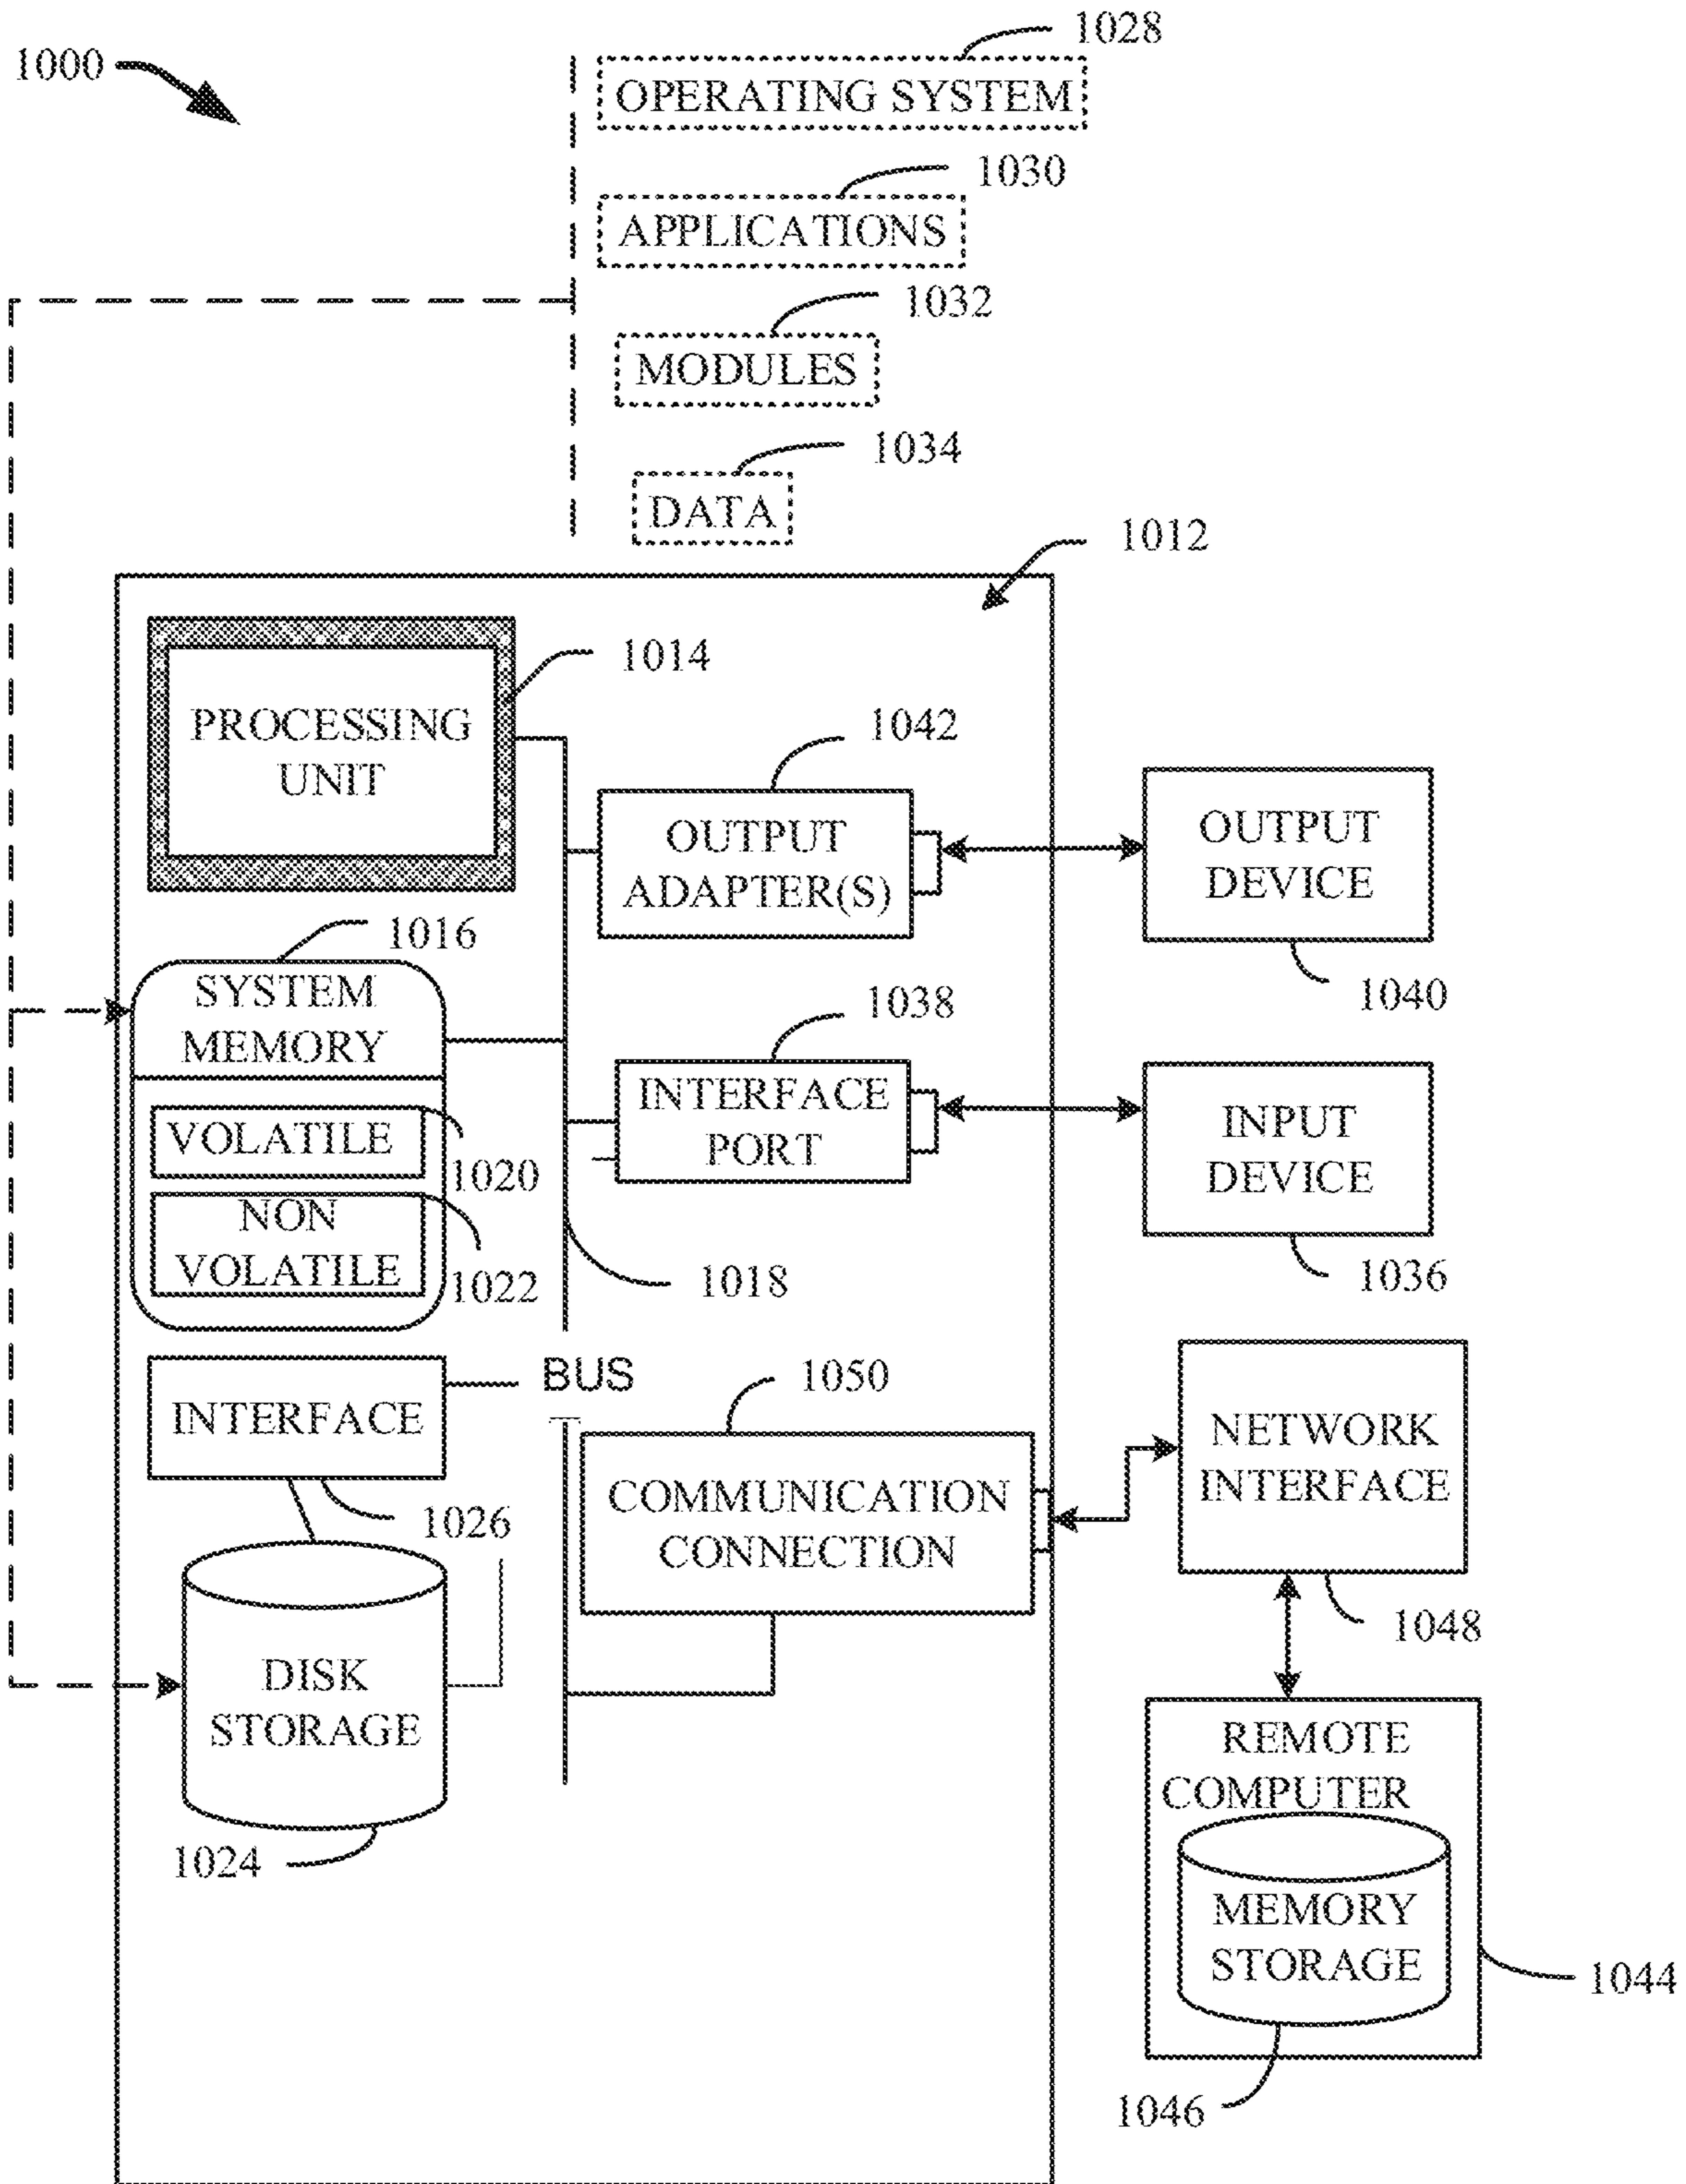 1028
1000
OPERATING SYSTEM
1030
APPLICATIONS
1032
MODULES
1034
DATA
1012
1014
PROCESSING
UNIT
1042
OUTPUT
ADAPTER(S)
OUTPUT
DEVICE
1040
1016
SYSTEM
MEMORY
VOLATILE
1020
NON
VOLATILE
1022
1038
INTERFACE
PORT
INPUT
DEVICE
1036
1018
BUS
INTERFACE
1026
1050
COMMUNICATION
CONNECTION
NETWORK
INTERFACE
1048
DISK
STORAGE
1024
REMOTE
COMPUTER
MEMORY
STORAGE
1044
1046